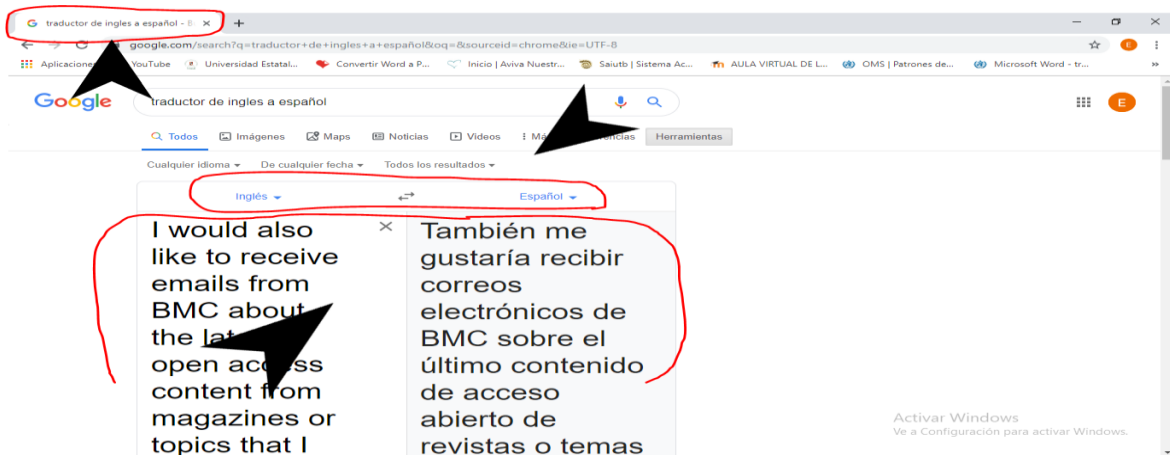 traductor de ingles a español - B
google.com/search?q=traductor+de+ingles+a+español&oq=&sourceid=chrome&ie=UTF-8
Aplicacione YouTube Universidad Estatal... Convertir Word a P... Inicio | Aviva Nuestr... Saiutb | Sistema Ac... AULA VIRTUAL DE L... OMS | Patrones de... Microsoft Word - tr... »
Google traductor de ingles a español E
Todos Imágenes Maps Noticias Videos Herramientas
Cualquier idioma De cualquier fecha Todos los resultados
Inglés Español
I would also
like to receive
emails from
BMC about
the
open access
content from
magazines or
topics that I
También me
gustaría recibir
correos
electrónicos de
BMC sobre el
último contenido
de acceso
abierto de
revistas o temas
Activar Windows
Ve a Configuración para activar Windows.